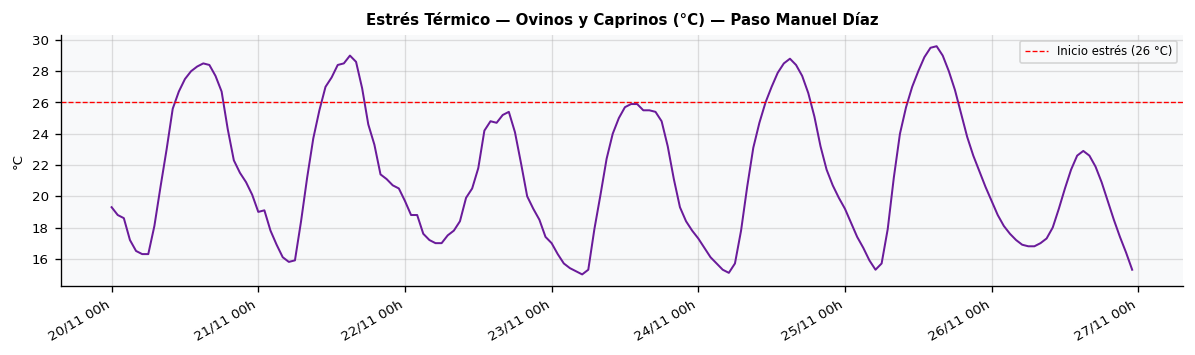 Estrés Térmico — Ovinos y Caprinos (°C) — Paso Manuel Díaz
Inicio estrés (26 °C)
°C
30
28
26
24
22
20
18
16
20/11 00h
21/11 00h
22/11 00h
23/11 00h
24/11 00h
25/11 00h
26/11 00h
27/11 00h